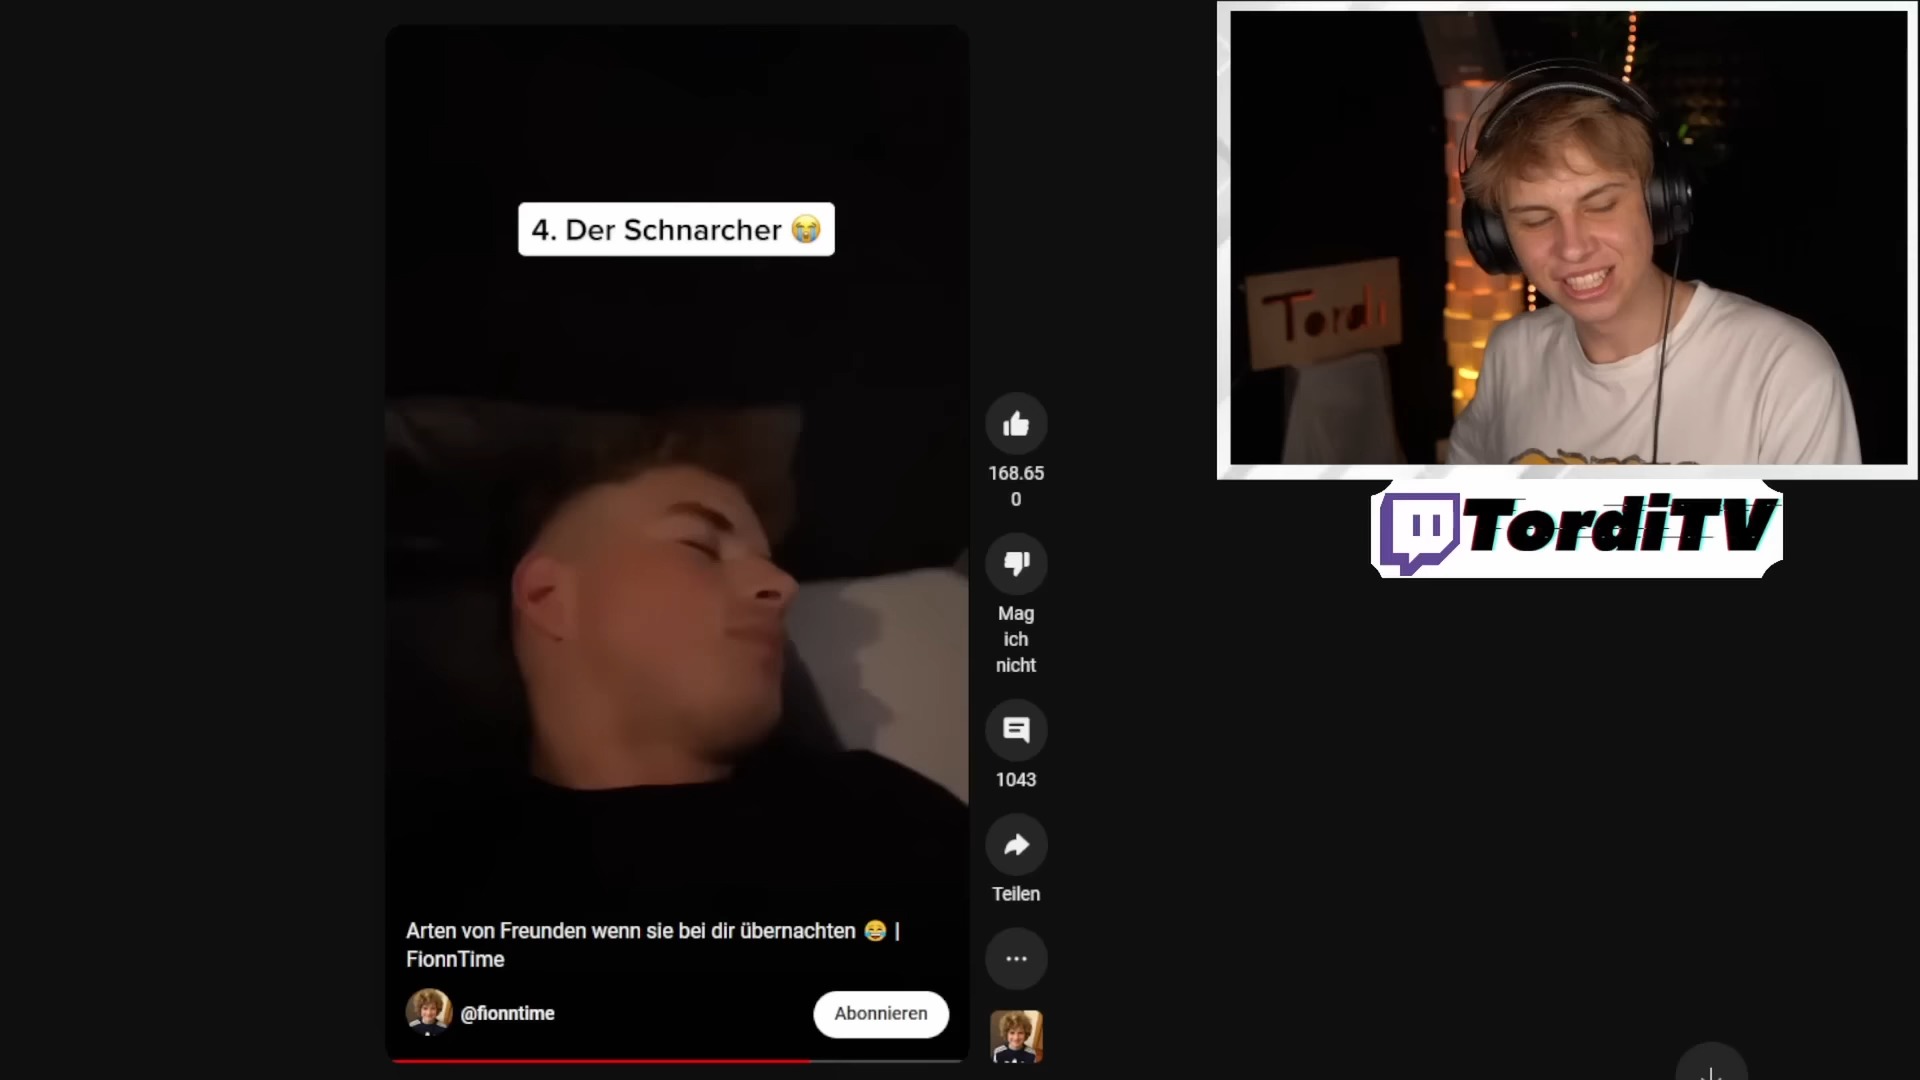 4. Der Schnarcher 😭
168.65
0
Mag
ich
nicht
1043
Teilen
Arten von Freunden wenn sie bei dir übernachten 😂 |
FionnTime
@fionntime
Abonnieren
Tordi
TordiTV